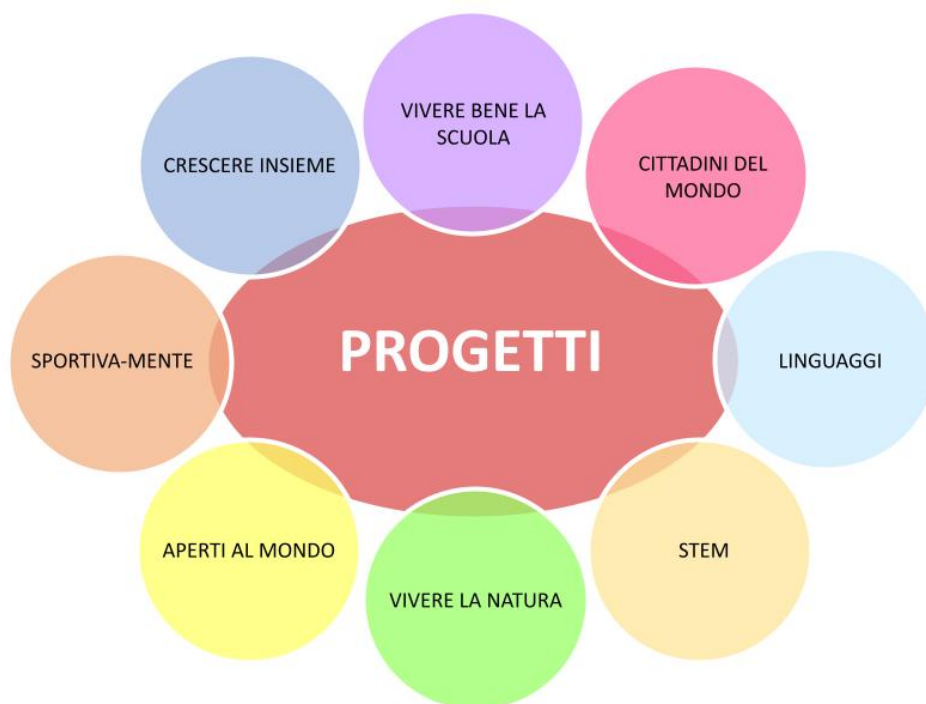 VIVERE BENE LA
SCUOLA
CRESCERE INSIEME
CITTADINI DEL
MONDO
PROGETTI
SPORTIVA-MENTE
LINGUAGGI
APERTI AL MONDO
STEM
VIVERE LA NATURA